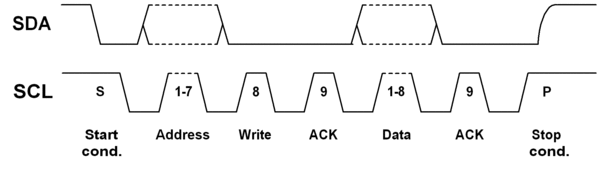 SDA
SCL
S 1-7 8 9 1-8 9 P
Start cond. Address Write ACK Data ACK Stop cond.